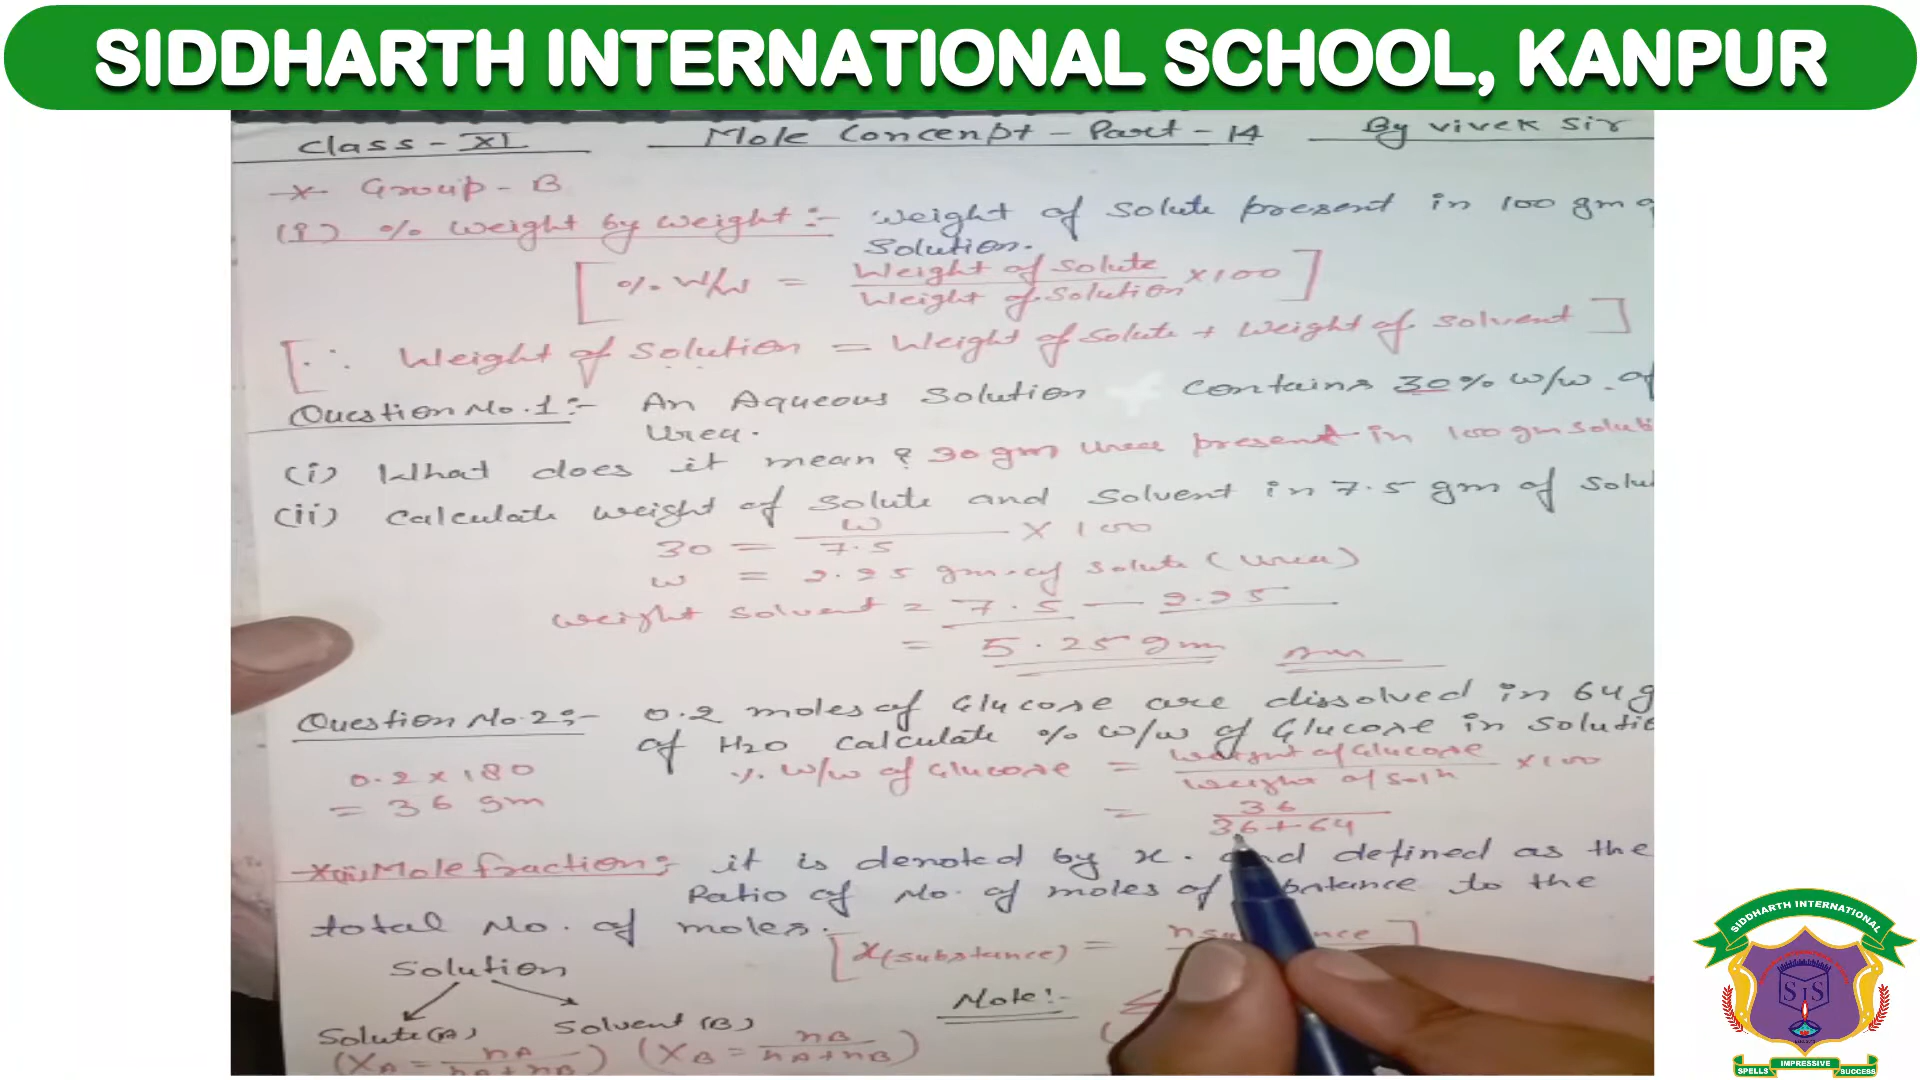 SIDDHARTH INTERNATIONAL SCHOOL, KANPUR
Class - XI Mole Concenpt - Part - 14 By Vivek Sir
Group - B
(i) % Weight by Weight :- Weight of Solute present in 100 gm
Solution.
[ % W/W = Weight of Solute / Weight of Solution × 100 ]
[ ∵ Weight of Solution = Weight of Solute + Weight of Solvent ]
Question No. 1 :- An Aqueous Solution Contains 30% w/w of
Urea.
(i) What does it mean ? 30 gm Urea present in 100 gm
(ii) Calculate weight of Solute and Solvent in 7.5 gm of
30 = w / 7.5 × 100
w = 2.25 gm of Solute (Urea)
Weight Solvent = 7.5 - 2.25
= 5.25 gm Ans
Question No. 2 :- 0.2 moles of Glucose are dissolved in 64 g
of H2O Calculate % w/w of Glucose in
0.2 × 180 % W/W of Glucose = Weight of Glucose / Weight of Soln × 100
= 36 gm = 36 / 36+64
(ii) Mole fraction :- it is denoted by x. and defined as the
Ratio of No. of moles of to the
total No. of moles. [ x(substance) =
Solution
Note :-
Solute (A) Solvent (B)
(XA = nA / nA+nB) (XB = nB / nA+nB)
SIDDHARTH INTERNATIONAL
SIS
SPELLS IMPRESSIVE SUCCESS